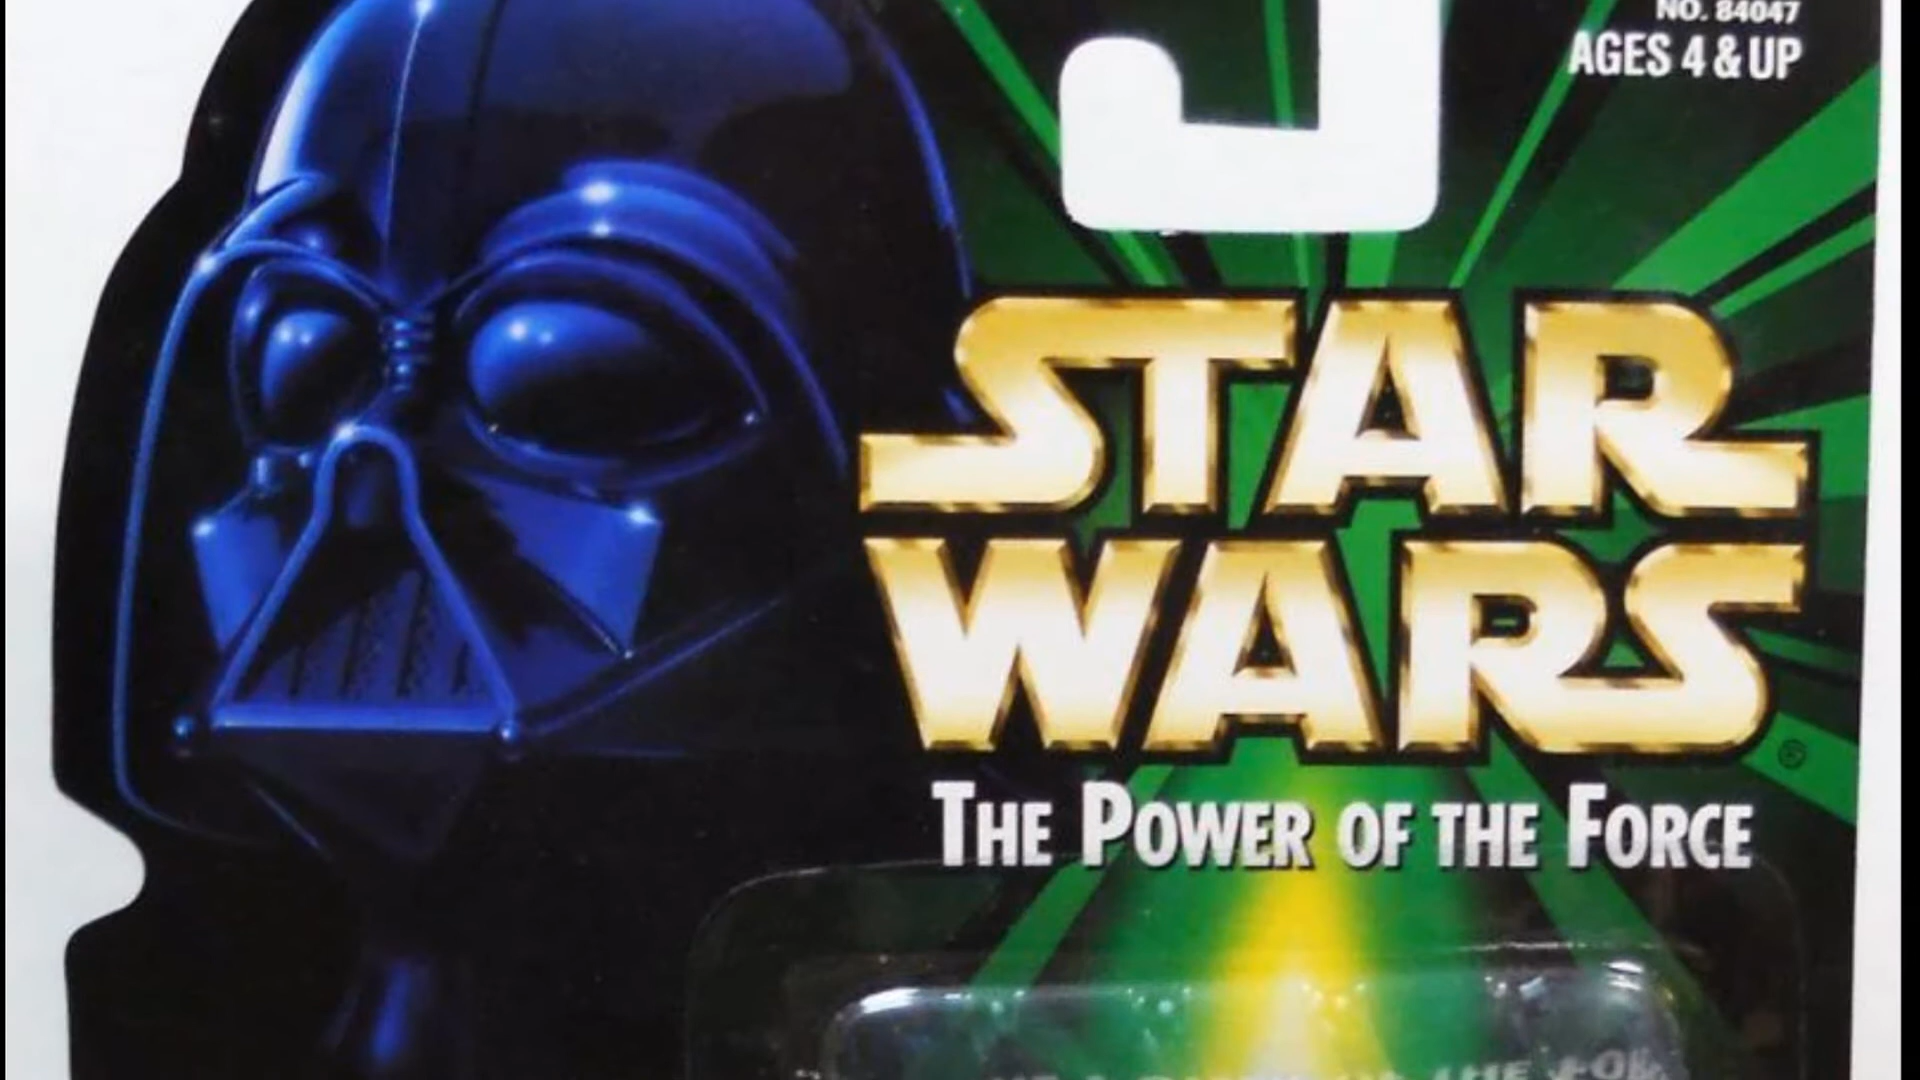 NO. 84047
AGES 4 & UP
STAR
WARS
®
THE POWER OF THE FORCE